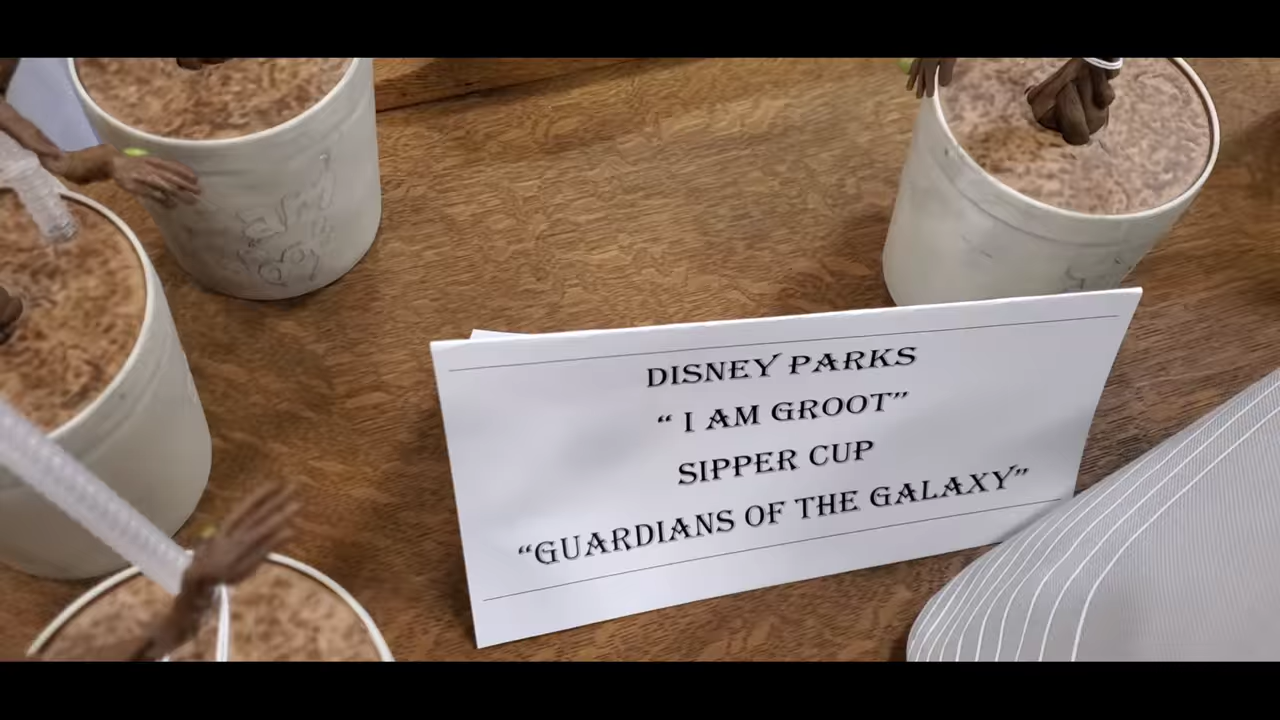 DISNEY PARKS
“ I AM GROOT”
SIPPER CUP
“GUARDIANS OF THE GALAXY”